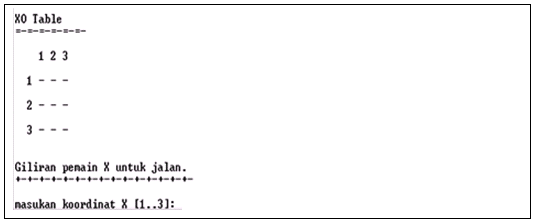 XO Table
=-=-=-=-=-=-
1 2 3
1 - - -
2 - - -
3 - - -
Giliran pemain X untuk jalan.
+-+-+-+-+-+-+-+-+-+-+-+-+-+-+-
masukan koordinat X [1..3]: